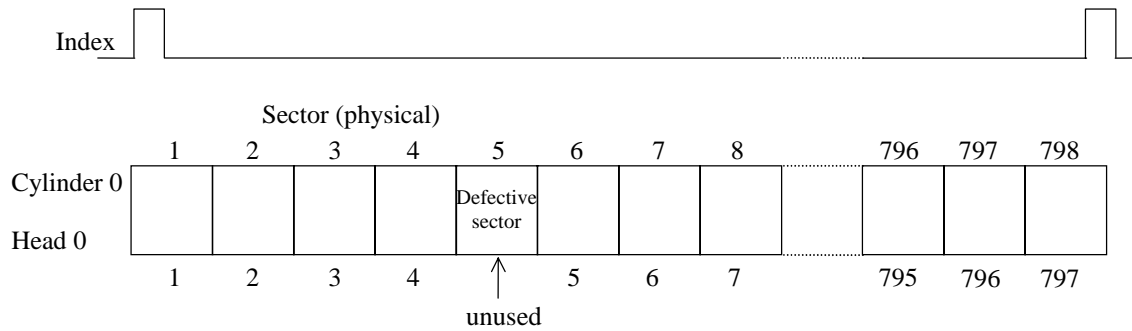 Index
Sector (physical)
1 2 3 4 5 6 7 8 796 797 798
Cylinder 0
Defective
sector
Head 0
1 2 3 4 5 6 7 795 796 797
unused